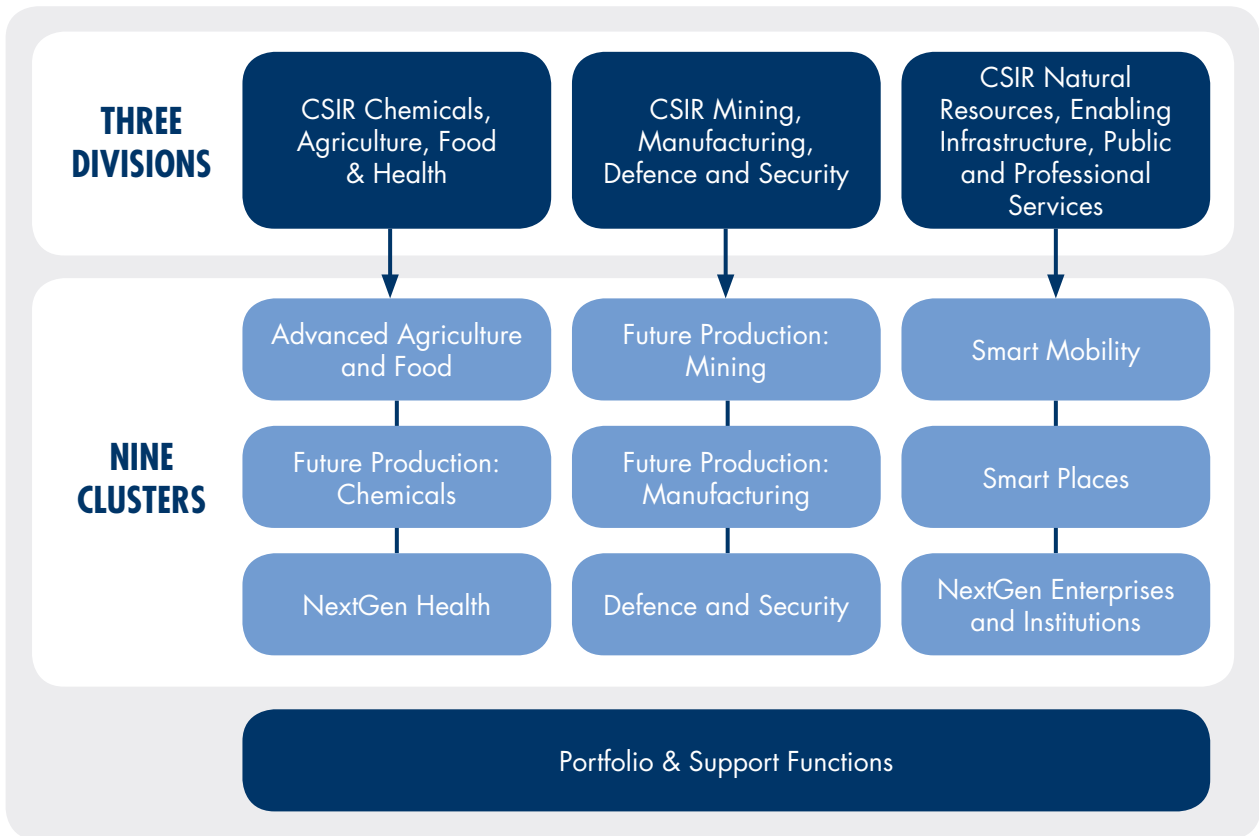 THREE
DIVISIONS
CSIR Chemicals,
Agriculture, Food
& Health
CSIR Mining,
Manufacturing,
Defence and Security
CSIR Natural
Resources, Enabling
Infrastructure, Public
and Professional
Services
NINE
CLUSTERS
Advanced Agriculture
and Food
Future Production:
Mining
Smart Mobility
Future Production:
Chemicals
Future Production:
Manufacturing
Smart Places
NextGen Health
Defence and Security
NextGen Enterprises
and Institutions
Portfolio & Support Functions